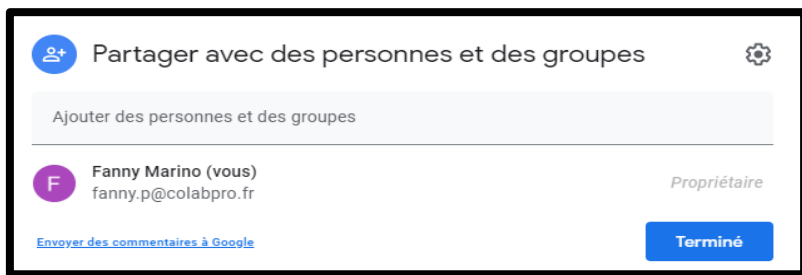 Partager avec des personnes et des groupes
Ajouter des personnes et des groupes
F
Fanny Marino (vous)
fanny.p@colabpro.fr
Propriétaire
Envoyer des commentaires à Google
Terminé